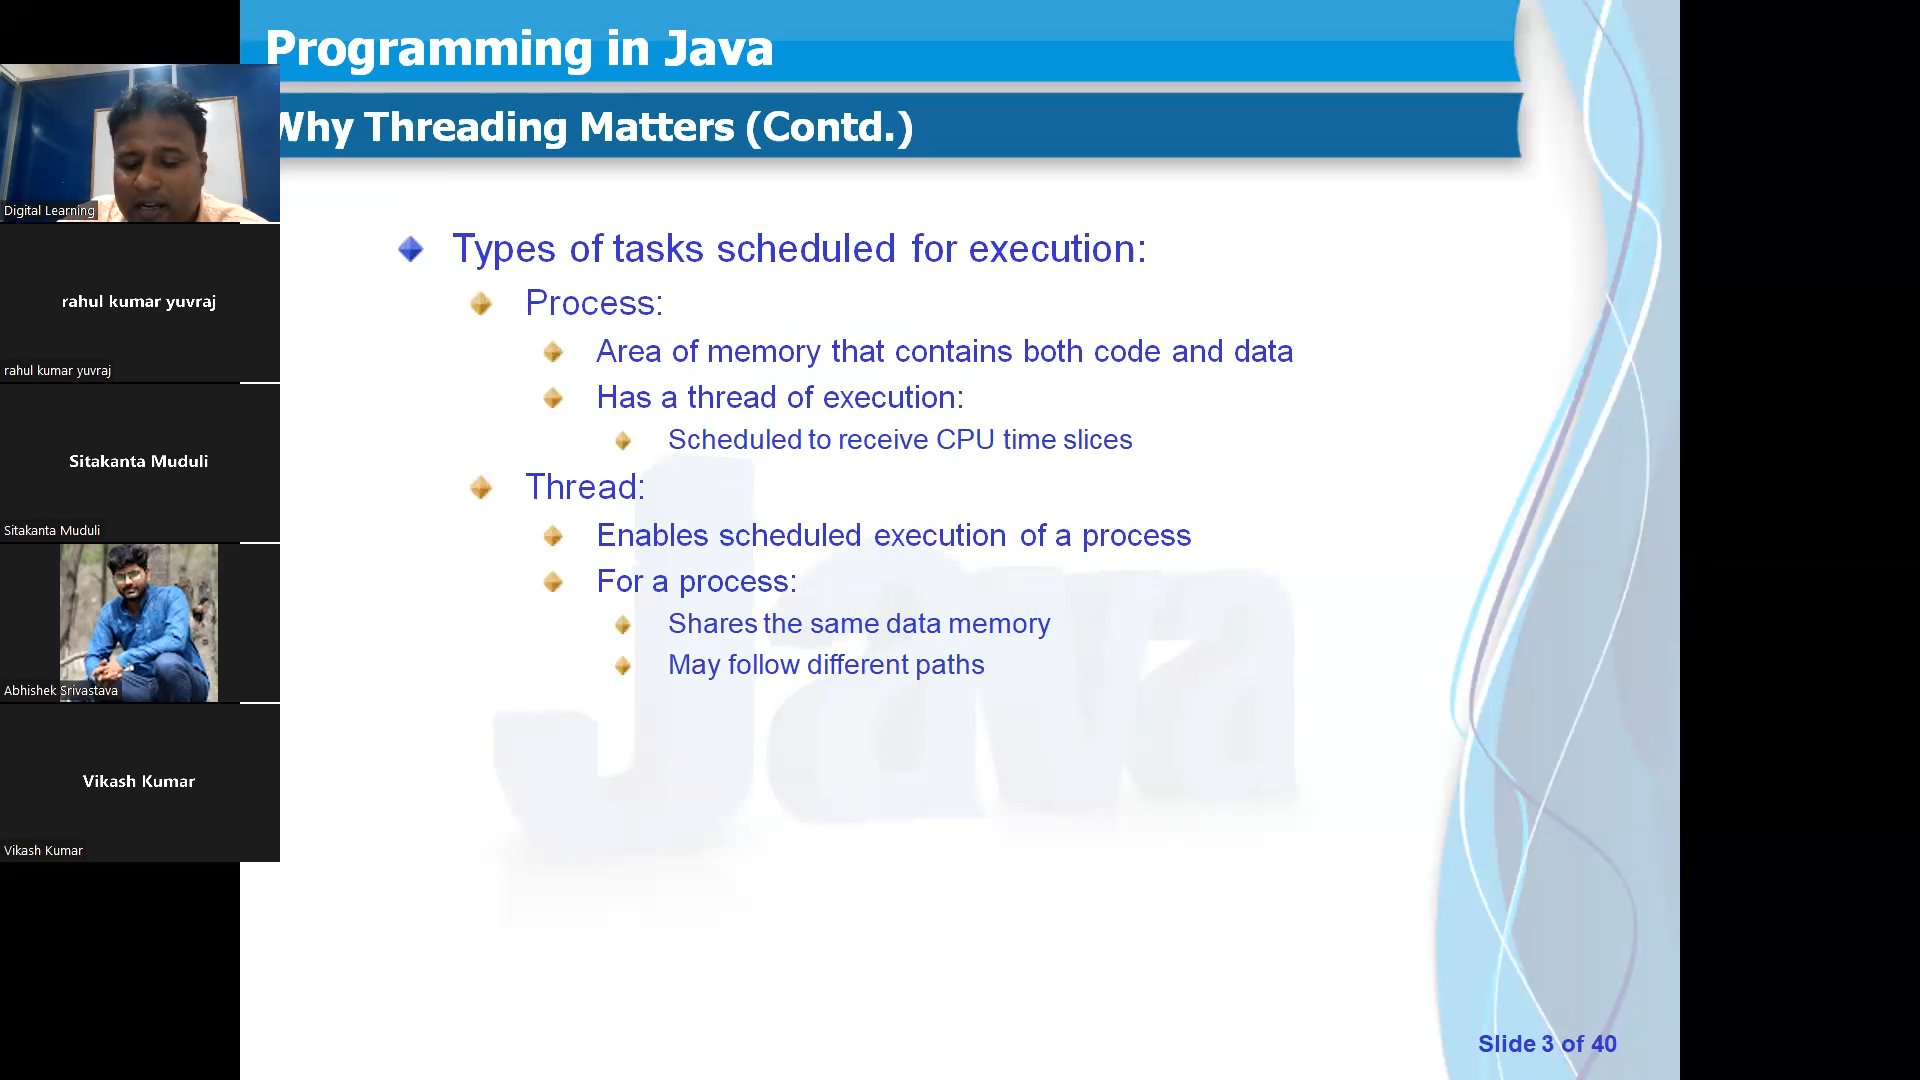 Programming in Java
Why Threading Matters (Contd.)
Types of tasks scheduled for execution:
Process:
Area of memory that contains both code and data
Has a thread of execution:
Scheduled to receive CPU time slices
Thread:
Enables scheduled execution of a process
For a process:
Shares the same data memory
May follow different paths
Java
Slide 3 of 40
Digital Learning
rahul kumar yuvraj
rahul kumar yuvraj
Sitakanta Muduli
Sitakanta Muduli
Abhishek Srivastava
Vikash Kumar
Vikash Kumar